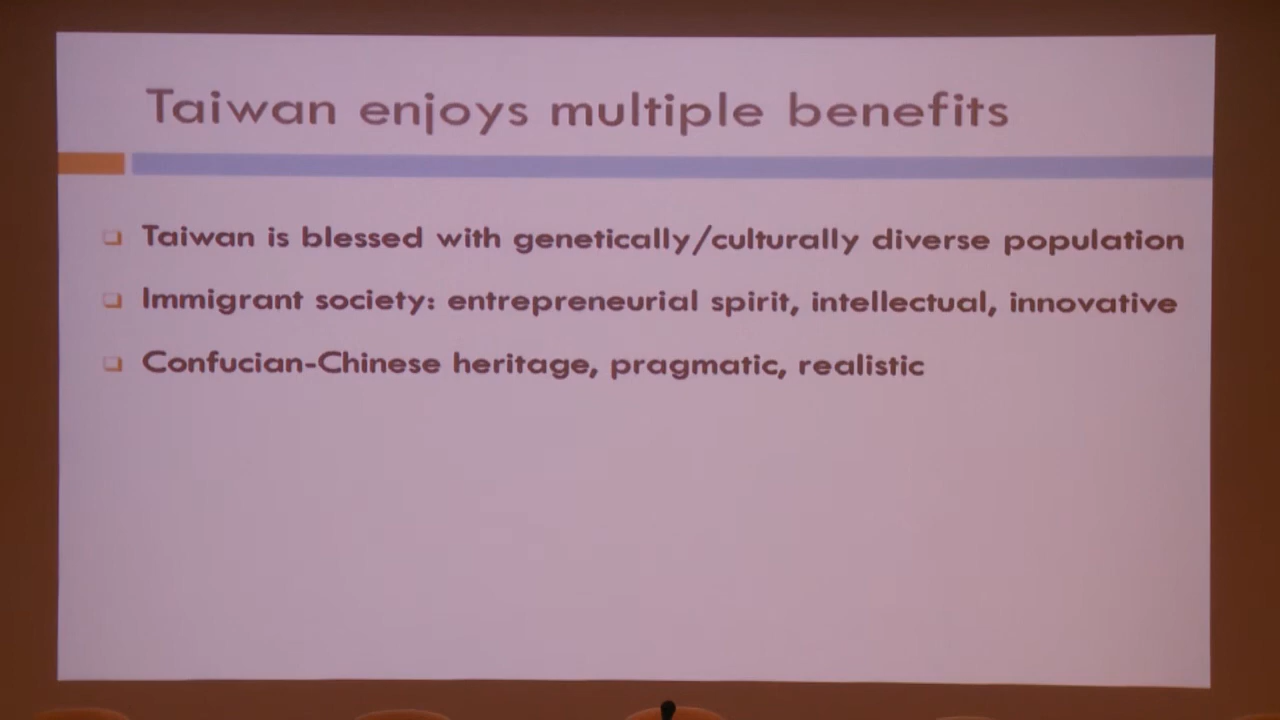 Taiwan enjoys multiple benefits
Taiwan is blessed with genetically/culturally diverse population
Immigrant society: entrepreneurial spirit, intellectual, innovative
Confucian-Chinese heritage, pragmatic, realistic